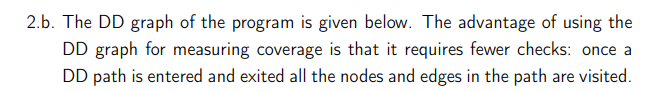 2.b. The DD graph of the program is given below. The advantage of using the
DD graph for measuring coverage is that it requires fewer checks: once a
DD path is entered and exited all the nodes and edges in the path are visited.